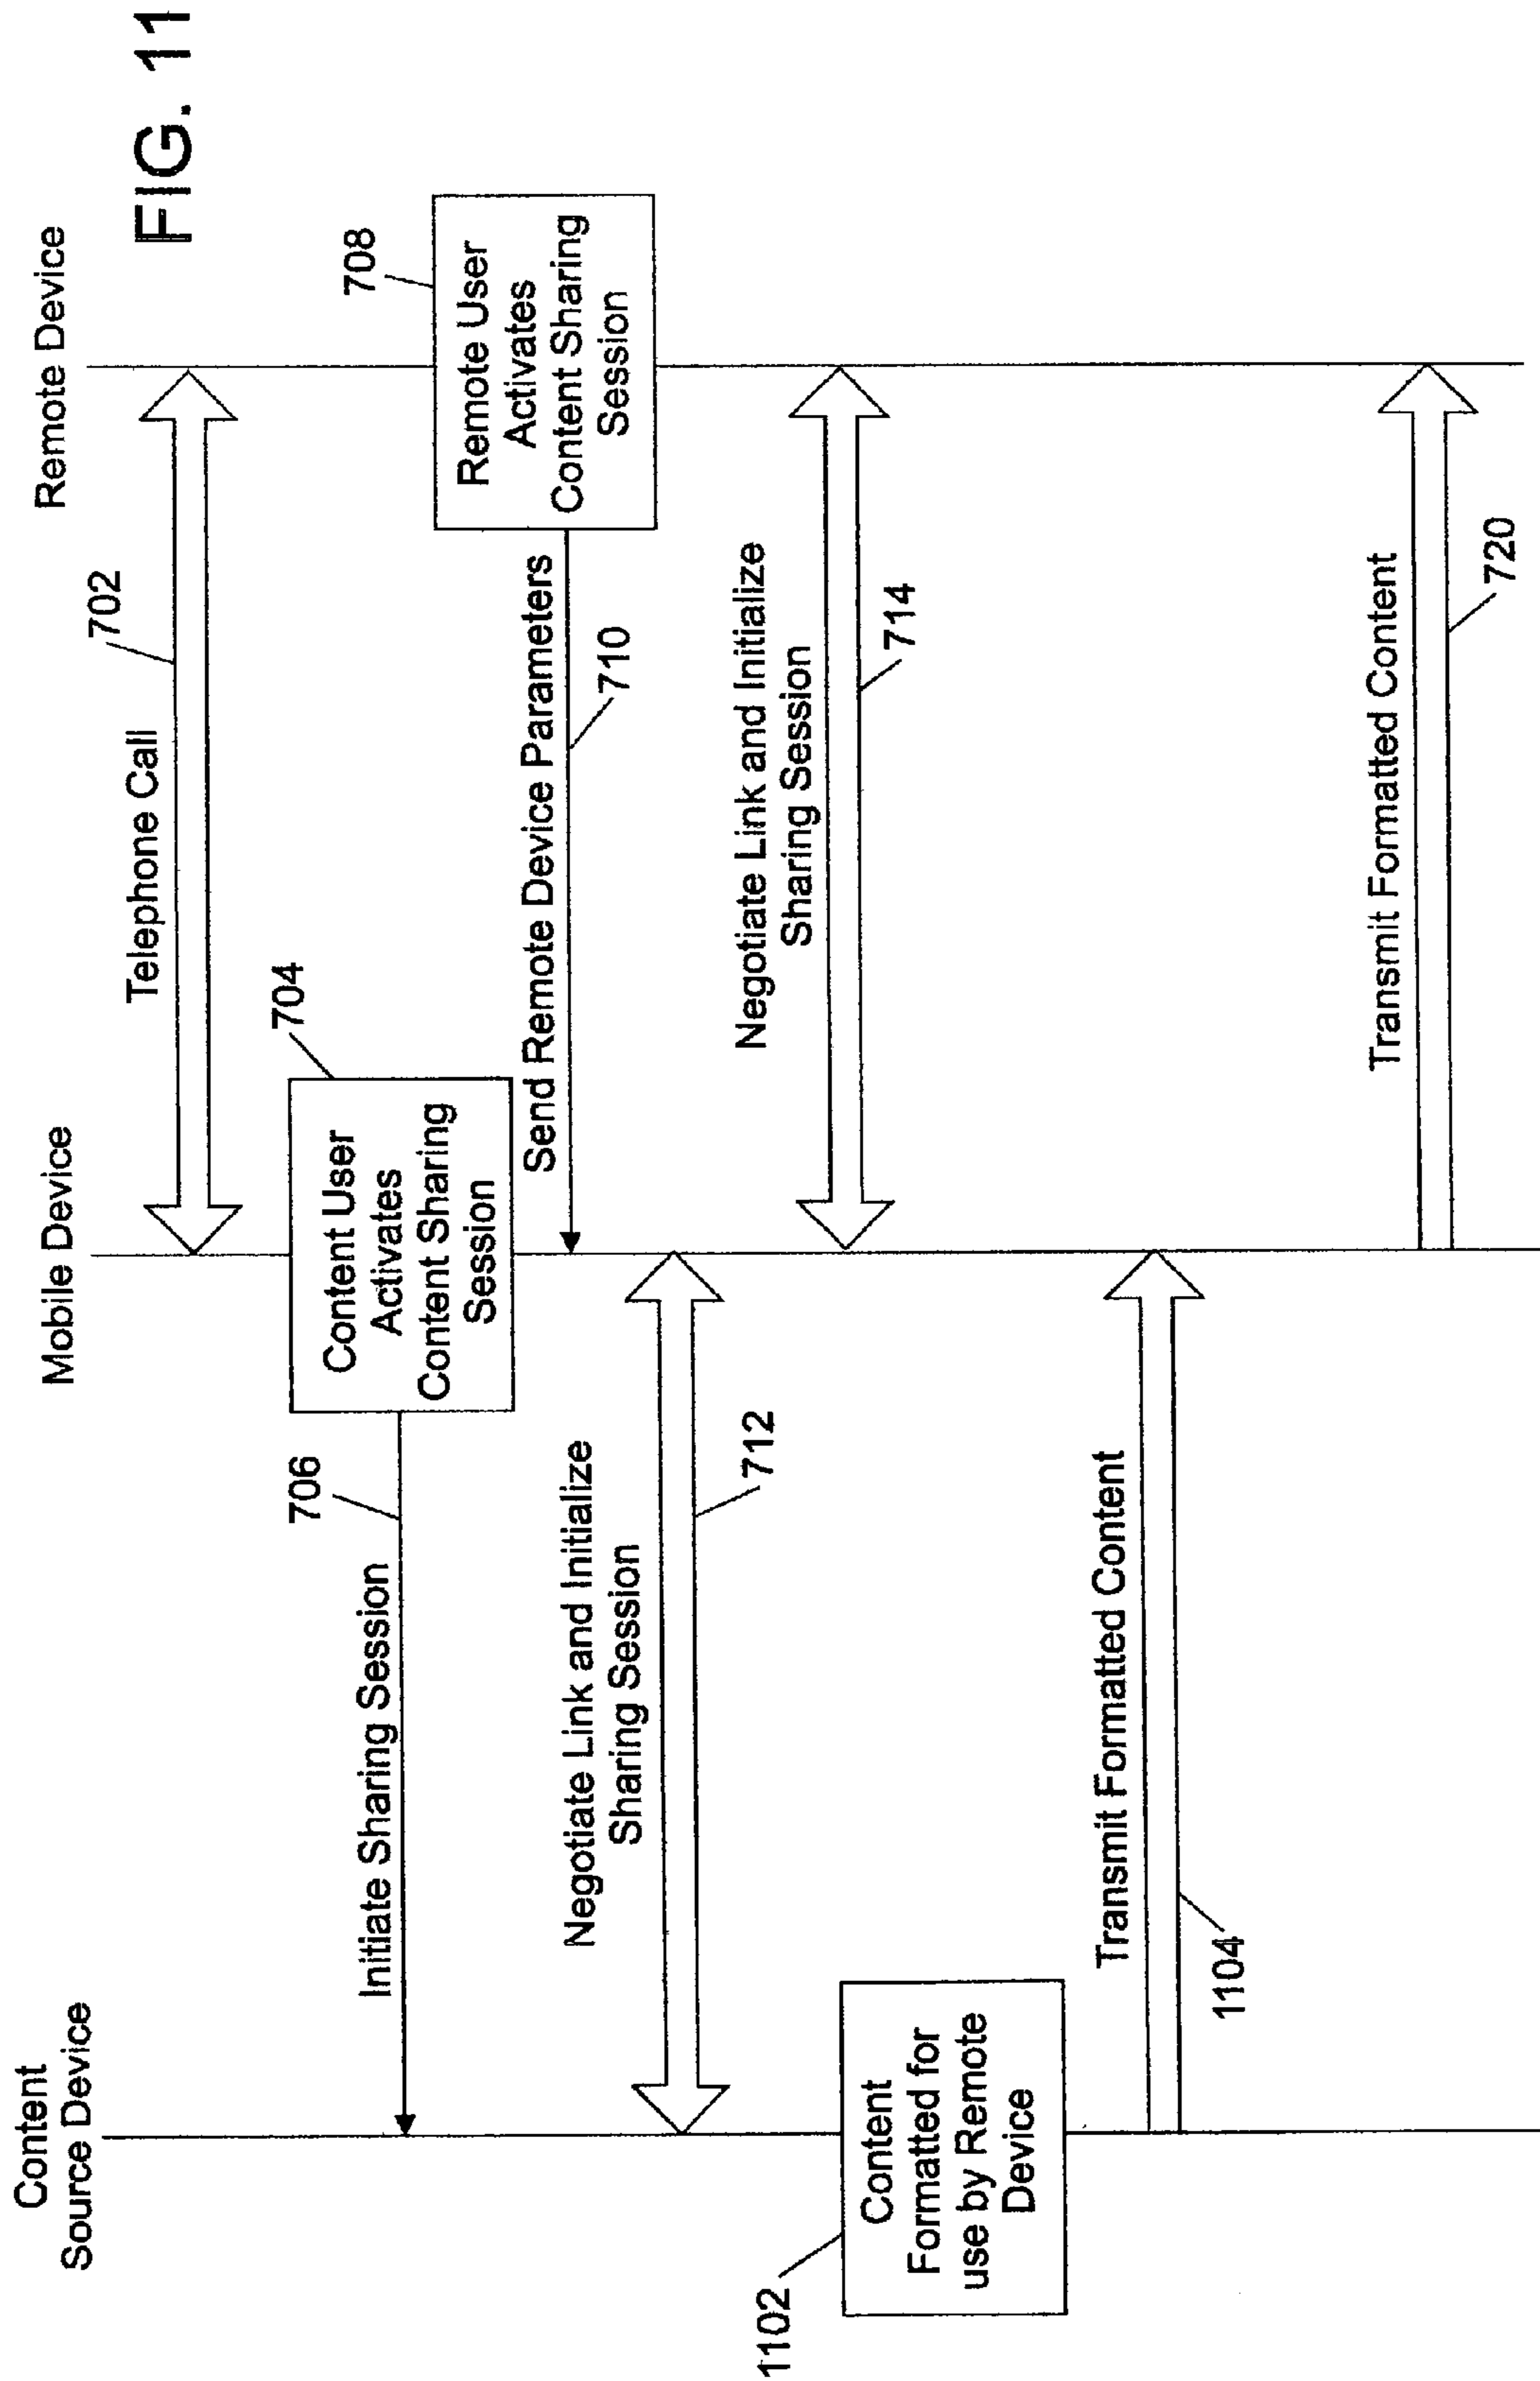 FIG. 11
Content
Source Device
Mobile Device
Remote Device
Telephone Call
702
704
Content User
Activates
Content Sharing
Session
706
Initiate Sharing Session
708
Remote User
Activates
Content Sharing
Session
Send Remote Device Parameters
710
Negotiate Link and Initialize
Sharing Session
712
Negotiate Link and Initialize
Sharing Session
714
1102
Content
Formatted for
use by Remote
Device
Transmit Formatted Content
1104
Transmit Formatted Content
720